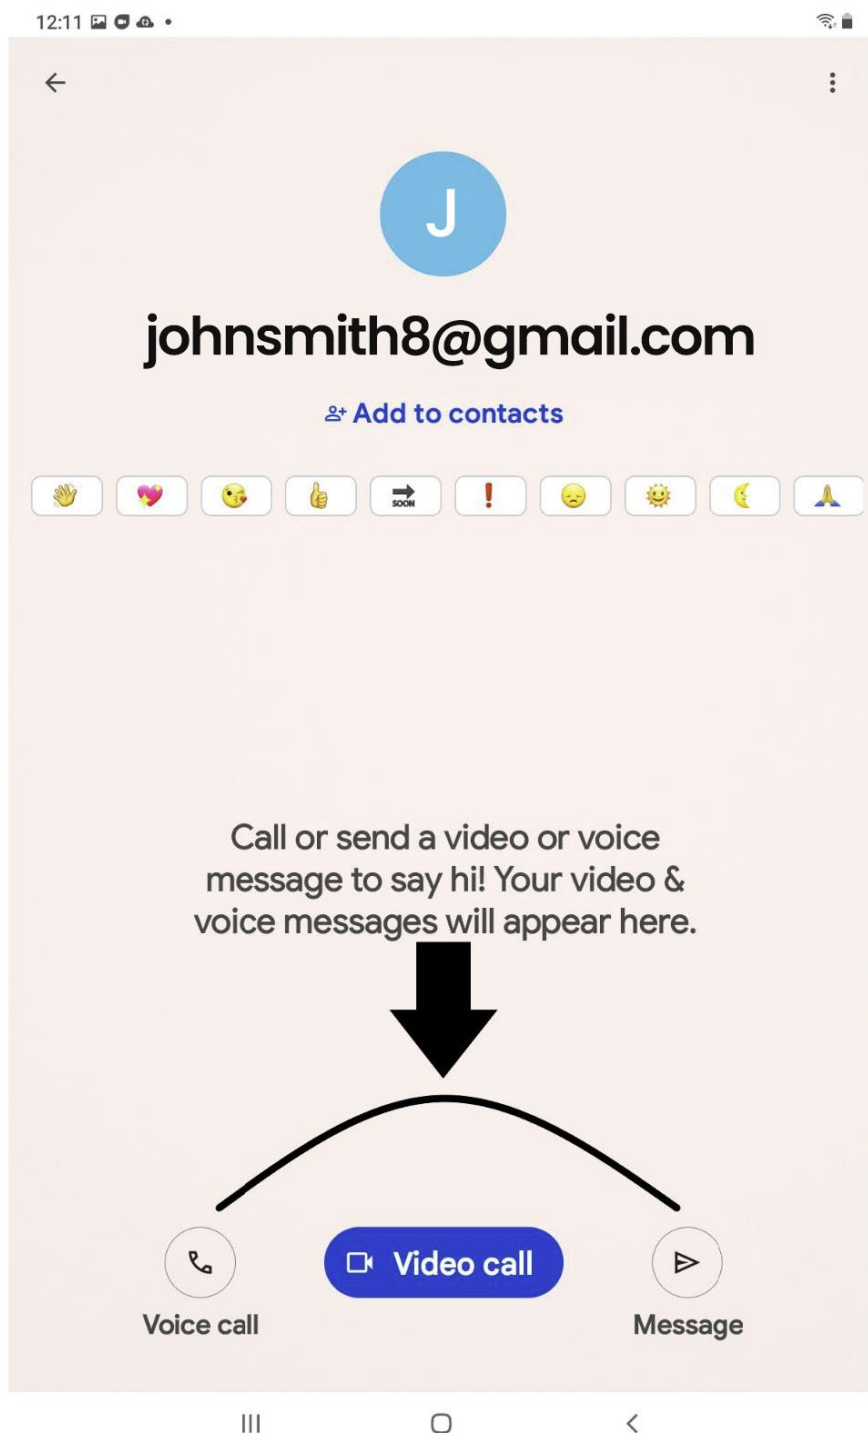 12:11
J
johnsmith8@gmail.com
Add to contacts
SOON
Call or send a video or voice
message to say hi! Your video &
voice messages will appear here.
Video call
Voice call
Message